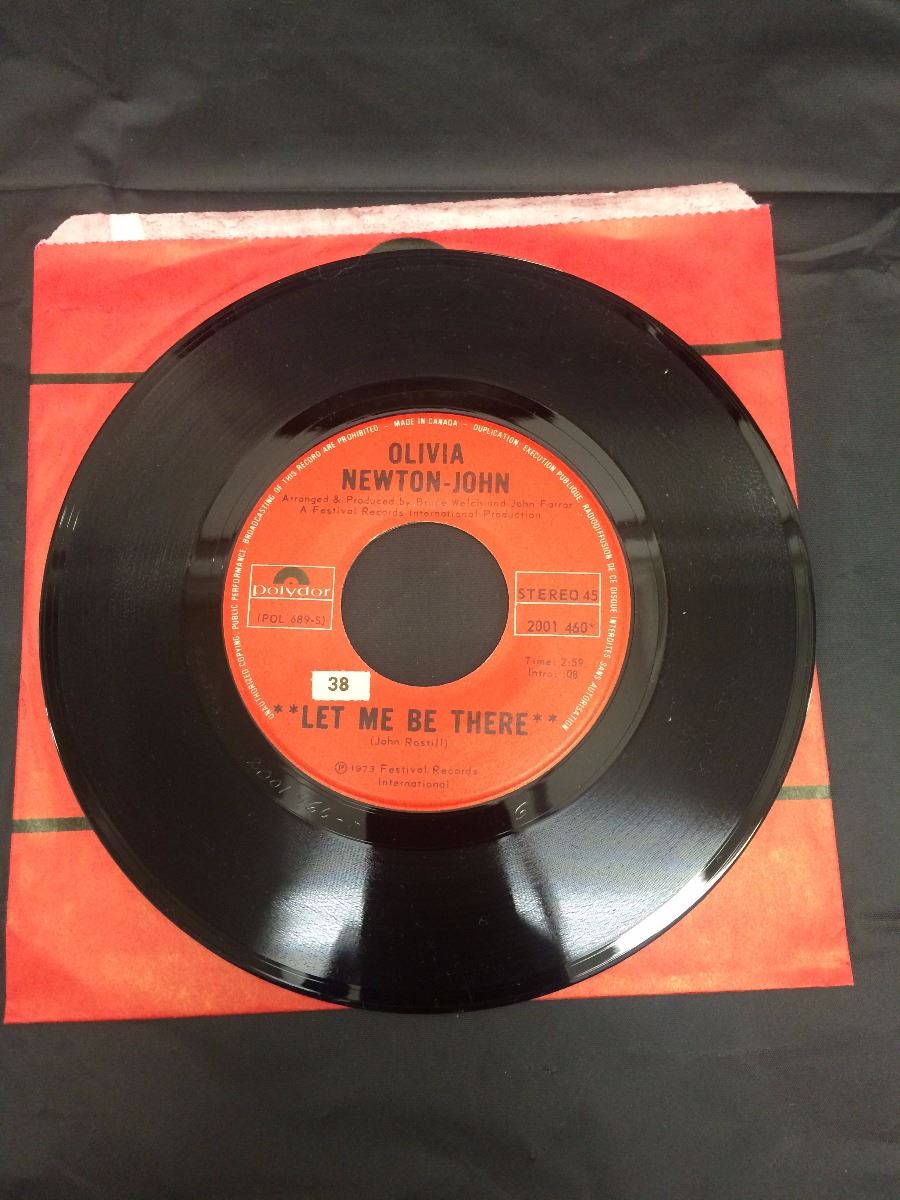 UNAUTHORIZED COPYING, PUBLIC PERFORMANCE, BROADCASTING OF THIS RECORD ARE PROHIBITED. - MADE IN CANADA - DUPLICATION, EXECUTION PUBLIQUE, RADIODIFFUSION DE CE DISQUE INTERDITES SANS AUTORISATION
OLIVIA
NEWTON-JOHN
Arranged & Produced by Bruce Welch and John Farrar
A Festival Records International Production
polydor
(PDL 689-S)
STEREO 45
2001 460*
Time: 2:59
Intro: :08
38
**LET ME BE THERE**
(John Rostill)
Ⓟ 1973 Festival Records
International